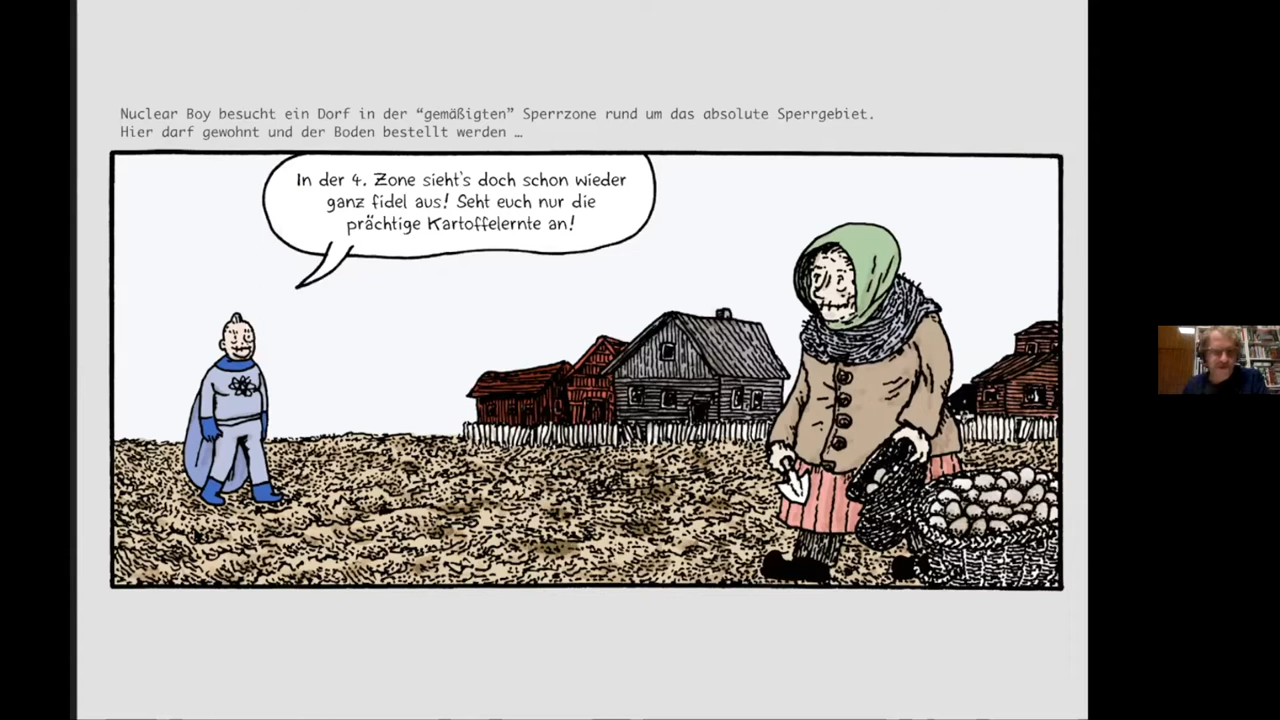 Nuclear Boy besucht ein Dorf in der “gemäßigten” Sperrzone rund um das absolute Sperrgebiet.
Hier darf gewohnt und der Boden bestellt werden …
In der 4. Zone sieht's doch schon wieder
ganz fidel aus! Seht euch nur die
prächtige Kartoffelernte an!